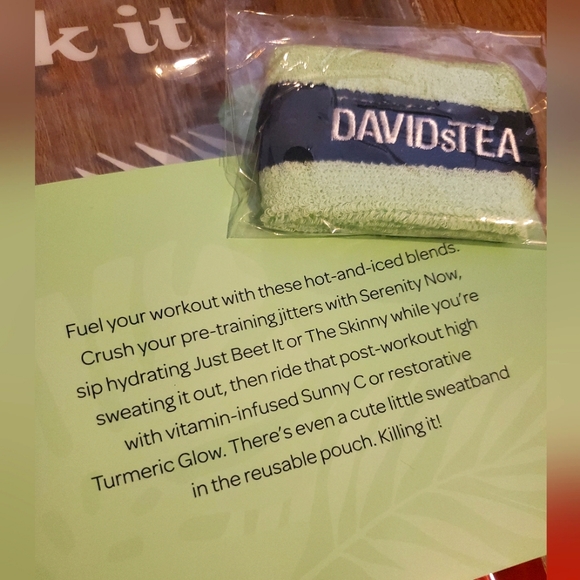 k it
DAVIDsTEA
Fuel your workout with these hot-and-iced blends.
Crush your pre-training jitters with Serenity Now,
sip hydrating Just Beet It or The Skinny while you're
sweating it out, then ride that post-workout high
with vitamin-infused Sunny C or restorative
Turmeric Glow. There's even a cute little sweatband
in the reusable pouch. Killing it!